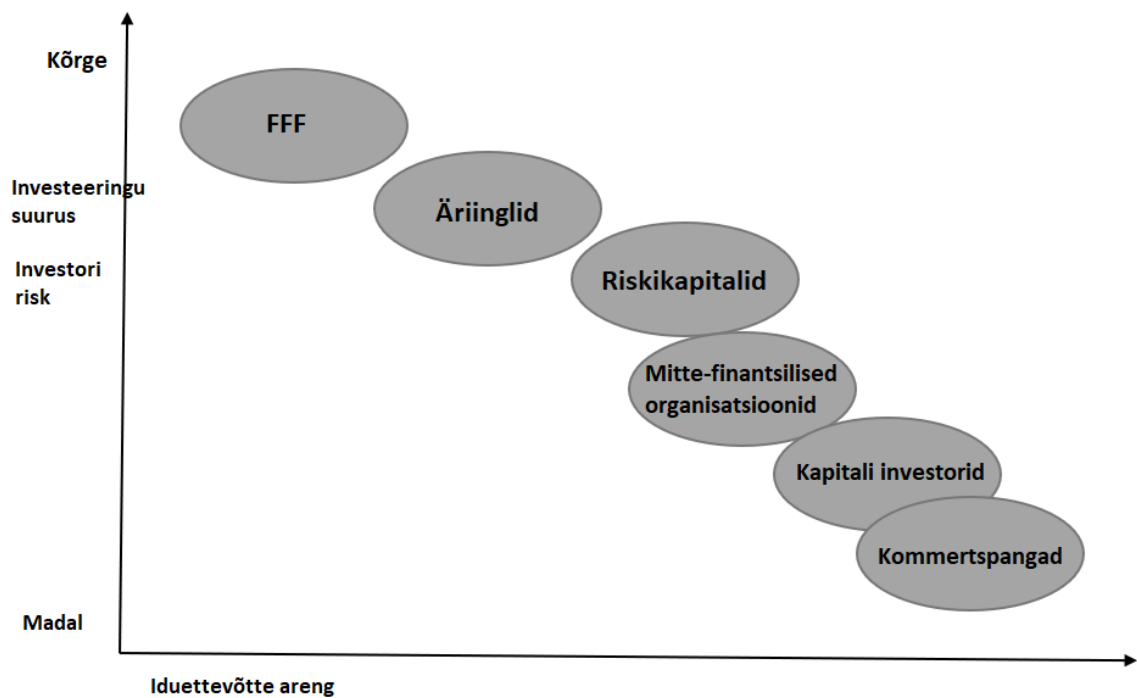 Kõrge
FFF
Investeeringu
suurus
Äriinglid
Investori
risk
Riskikapitalid
Mitte-finantsilised
organisatsioonid
Kapitali investorid
Kommertspangad
Madal
Iduettevõtte areng